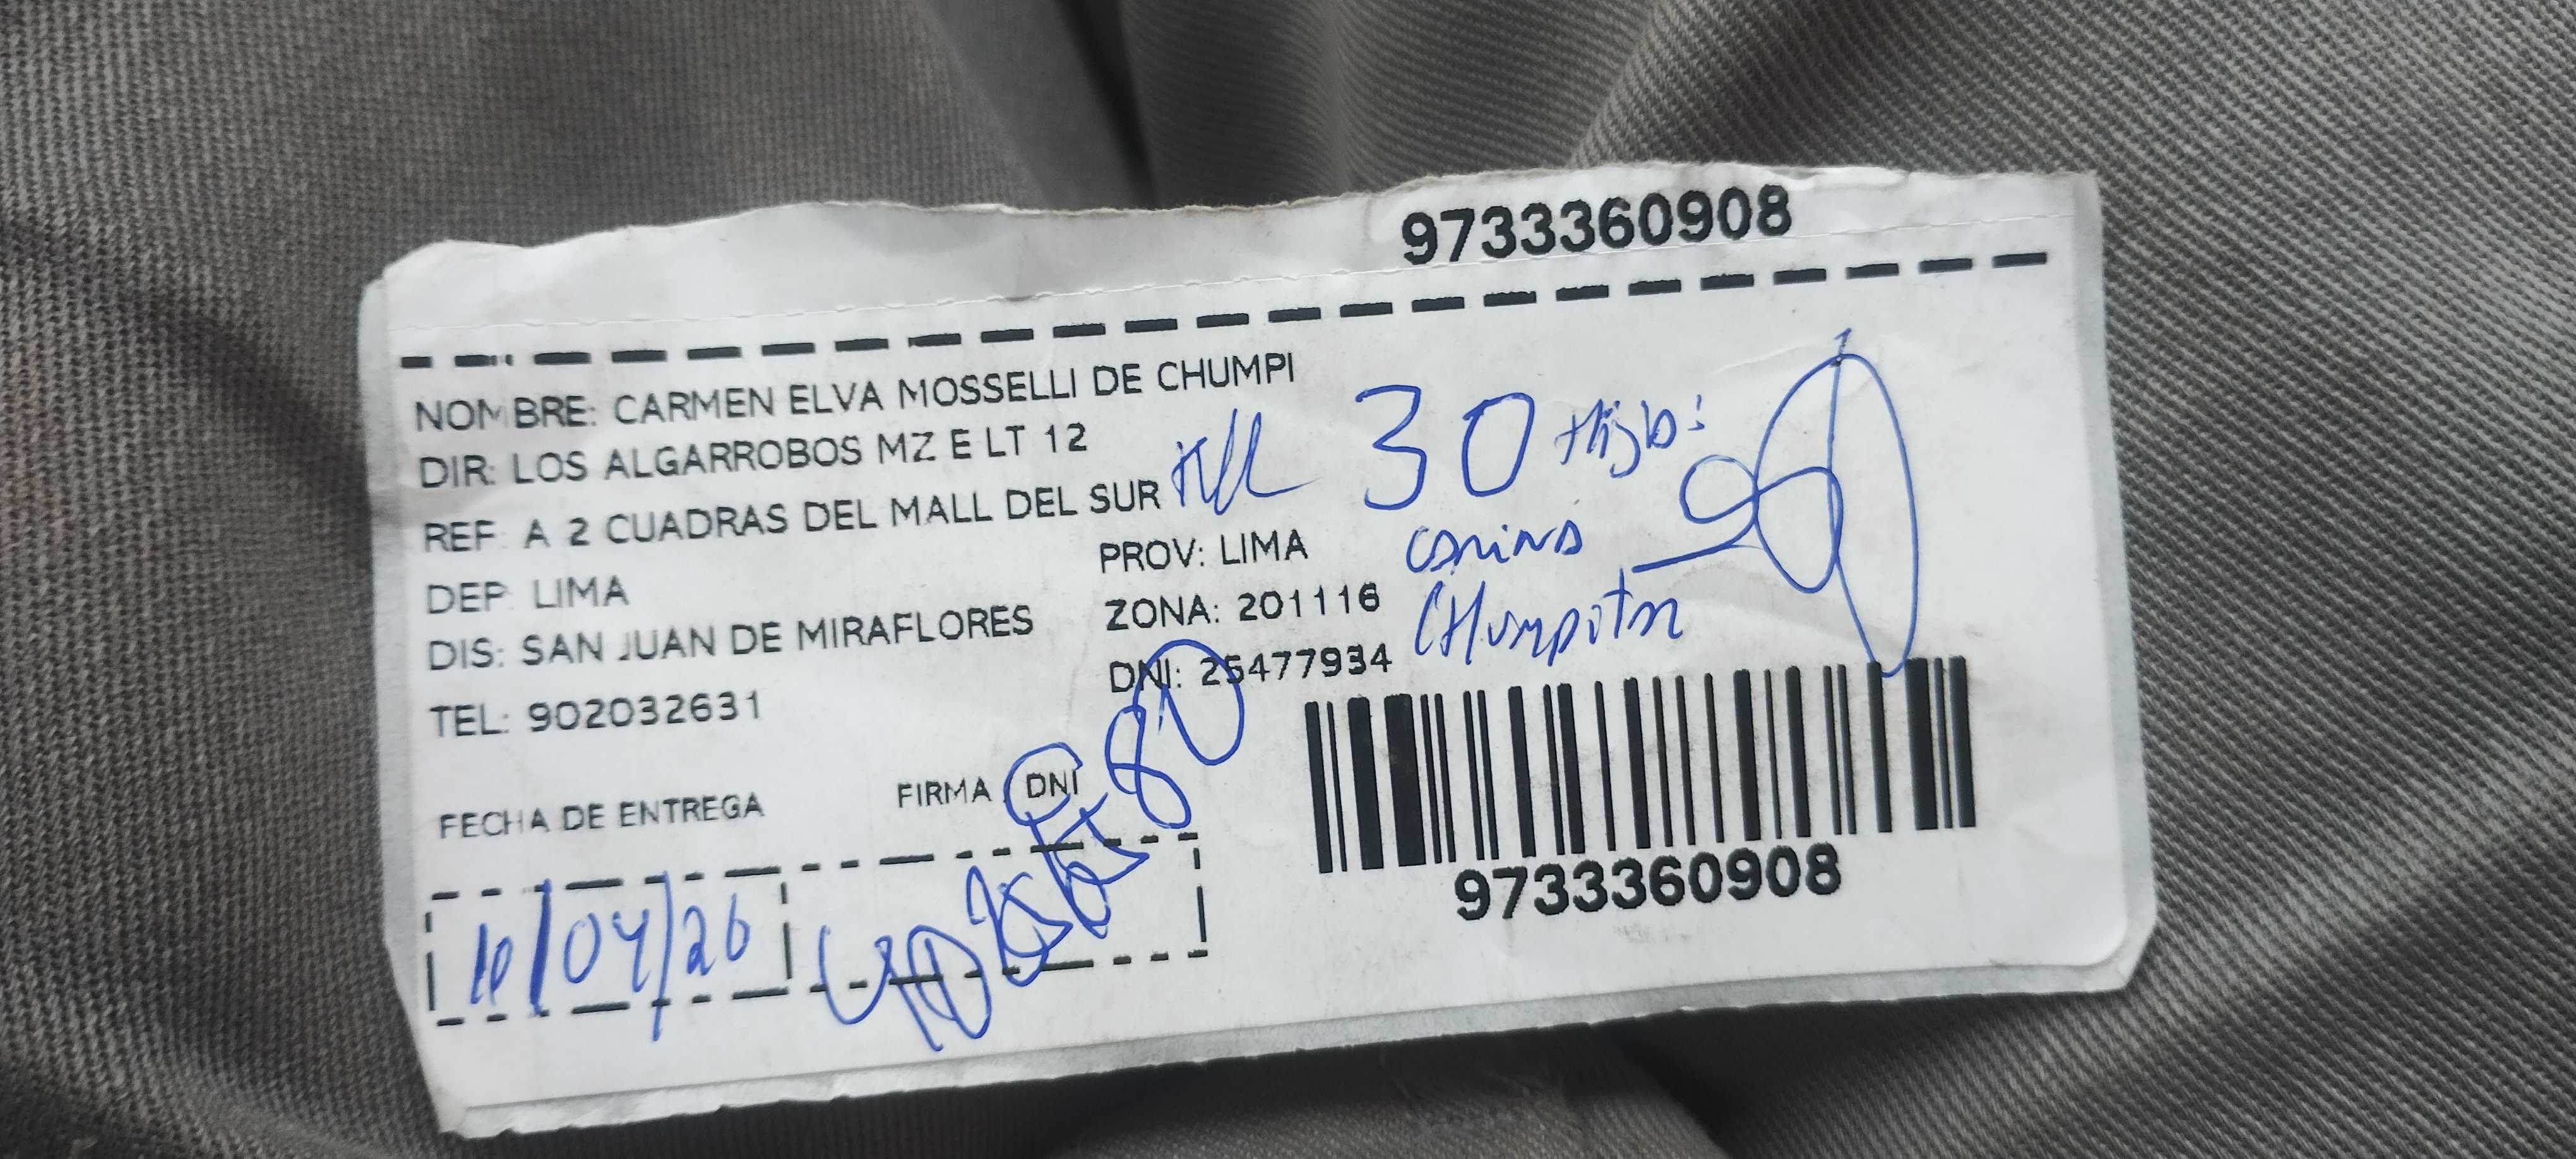 9733360908
NOMBRE: CARMEN ELVA MOSSELLI DE CHUMPI
DIR: LOS ALGARROBOS MZ E LT 12
30
REF: A 2 CUADRAS DEL MALL DEL SUR
DEP: LIMA
PROV: LIMA
DIS: SAN JUAN DE MIRAFLORES
ZONA: 201116
TEL: 902032631
DNI: 25477934
FECHA DE ENTREGA
FIRMA DNI
/04/26
9733360908